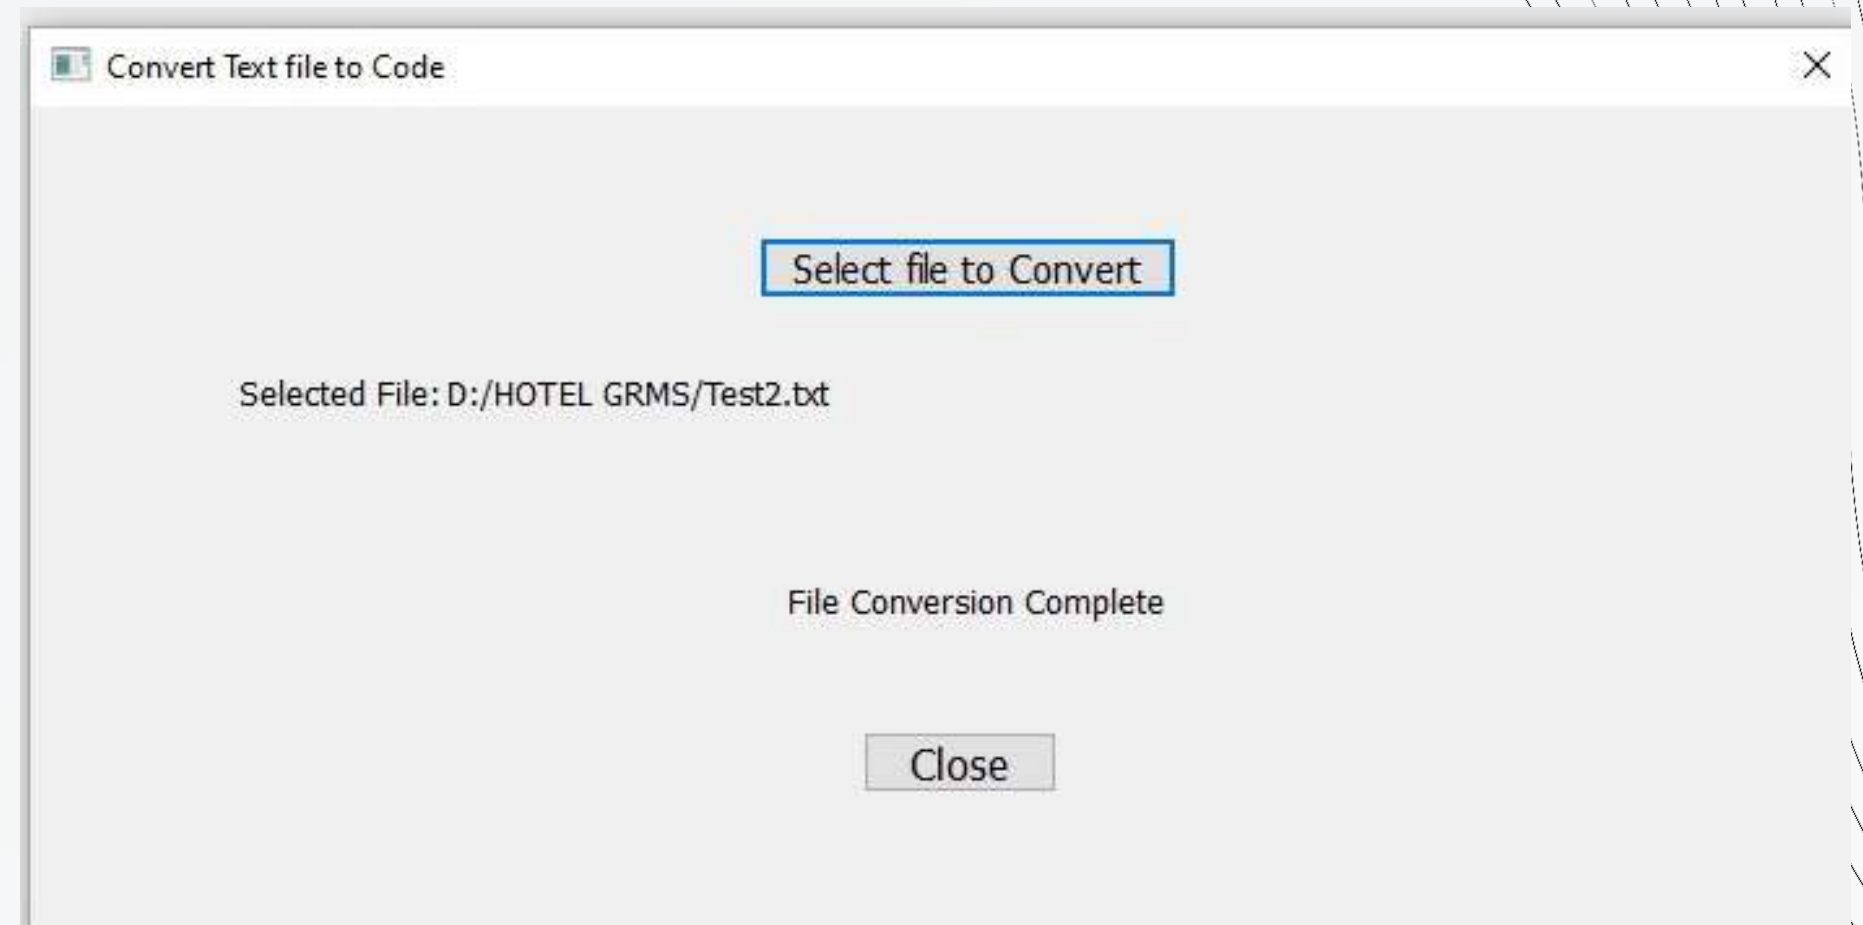 Convert Text file to Code
Select file to Convert
Selected File: D:/HOTEL GRMS/Test2.txt
File Conversion Complete
Close